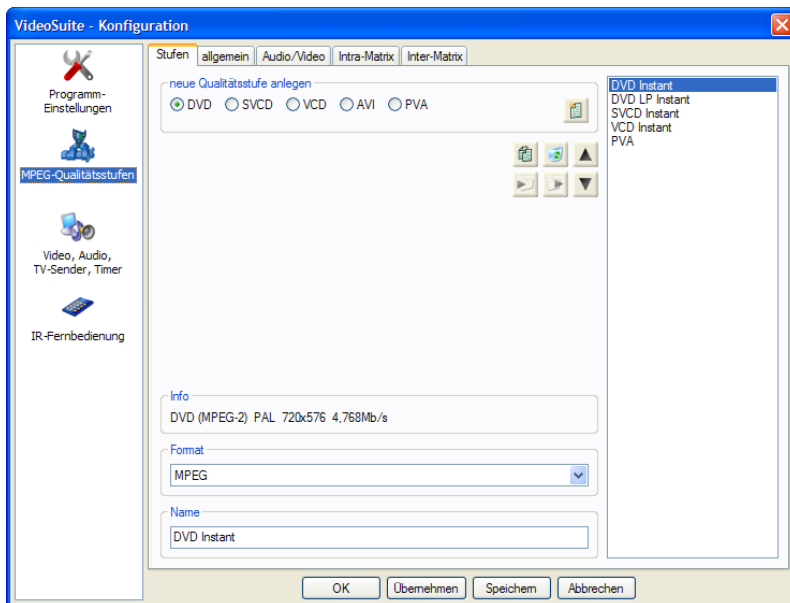 VideoSuite - Konfiguration
Programm-
Einstellungen
MPEG-Qualitätsstufen
Video, Audio,
TV-Sender, Timer
IR-Fernbedienung
Stufen allgemein Audio/Video Intra-Matrix Inter-Matrix
neue Qualitätsstufe anlegen
DVD SVCD VCD AVI PVA
Info
DVD (MPEG-2) PAL 720x576 4,768Mb/s
Format
MPEG
Name
DVD Instant
DVD Instant
DVD LP Instant
SVCD Instant
VCD Instant
PVA
OK Übernehmen Speichern Abbrechen